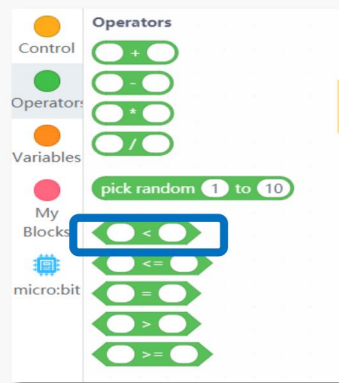 Operators
Control
+
-
Operators
*
/
Variables
pick random 1 to 10
My
Blocks
<
<=
micro:bit
=
>
>=